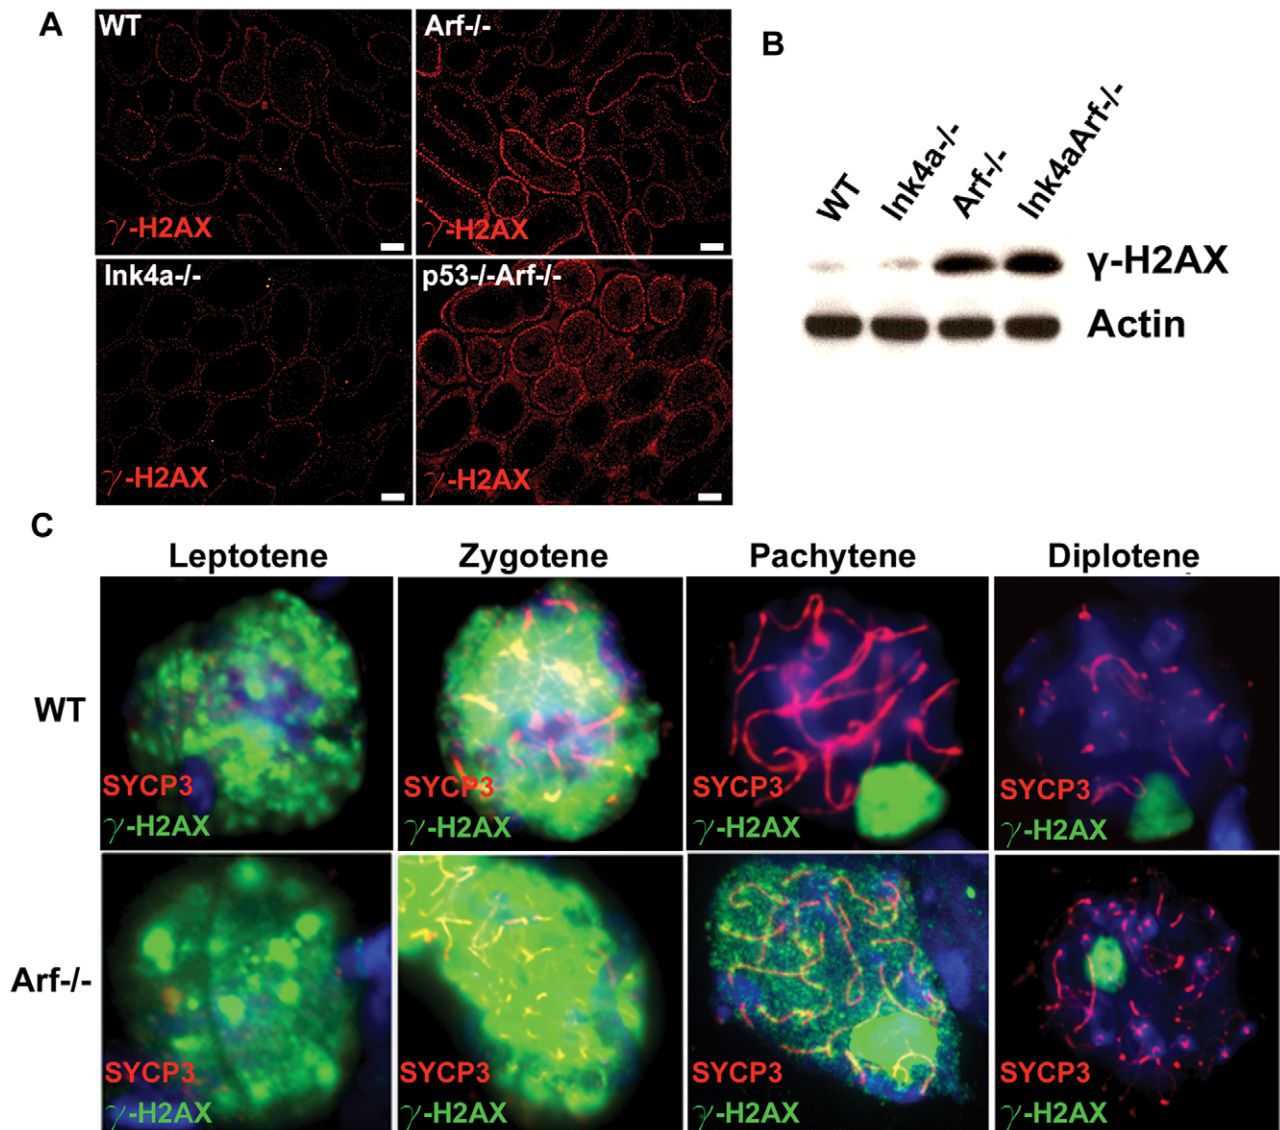 A
WT
Arf-/-
γ-H2AX
γ-H2AX
Ink4a-/-
p53-/-Arf-/-
γ-H2AX
γ-H2AX
B
WT
Ink4a-/-
Arf-/-
Ink4aArf-/-
γ-H2AX
Actin
C
Leptotene
Zygotene
Pachytene
Diplotene
WT
SYCP3
γ-H2AX
SYCP3
γ-H2AX
SYCP3
γ-H2AX
SYCP3
γ-H2AX
Arf-/-
SYCP3
γ-H2AX
SYCP3
γ-H2AX
SYCP3
γ-H2AX
SYCP3
γ-H2AX